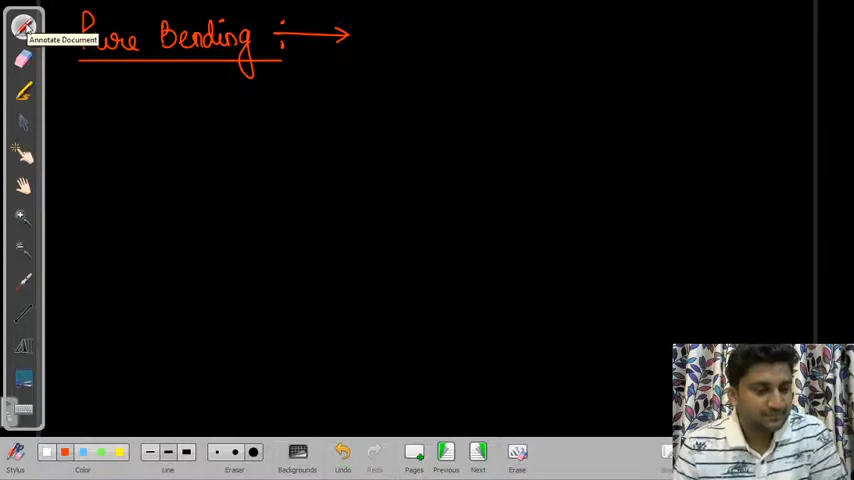 Pure Bending :→
Annotate Document
Stylus
Color
Line
Eraser
Backgrounds
Undo
Redo
Pages
Previous
Next
Erase